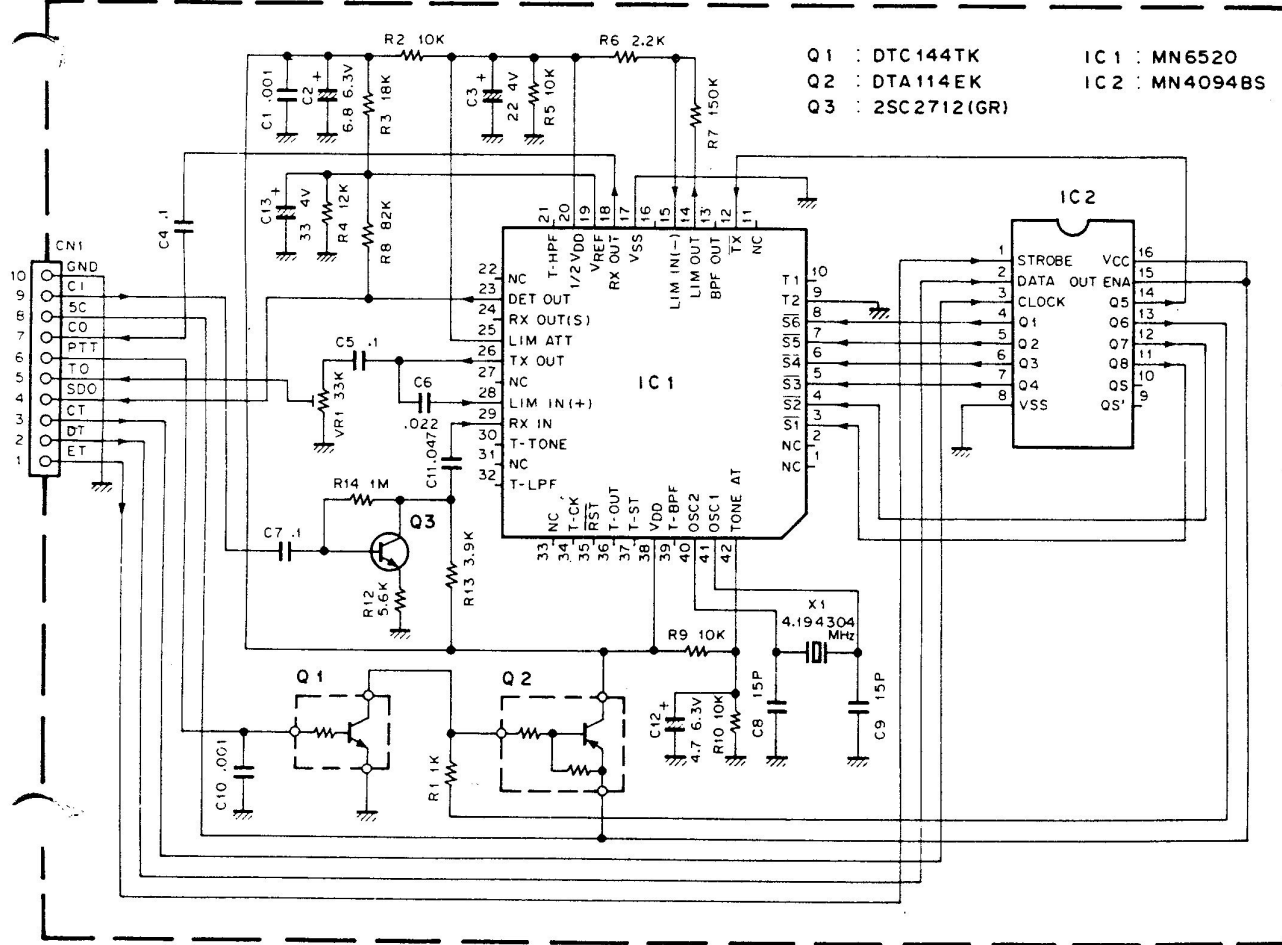 Q1 : DTC144TK
Q2 : DTA114EK
Q3 : 2SC2712(GR)
IC1 : MN6520
IC2 : MN4094BS
R2 10K
R6 2.2K
C1 .001
C2 + 6.8 6.3V
R3 18K
C3 + 22 4V
R5 10K
R7 150K
C4 .1
C13 + 33 4V
R4 12K
R8 82K
CN1
10 GND
9 CI
8 5C
7 CO
6 PTT
5 TO
4 SDO
3 CT
2 DT
1 ET
IC1
21 T-HPF
20 1/2VDD
19 VREF
18 RX OUT
17 VSS
16
15 LIM IN(-)
14 LIM OUT
13 BPF OUT
12 TX
11 NC
22 NC
23 DET OUT
24 RX OUT(S)
25 LIM ATT
26 TX OUT
27 NC
28 LIM IN(+)
29 RX IN
30 T-TONE
31 NC
32 T-LPF
T1 10
T2 9
S6 8
S5 7
S4 6
S3 5
S2 4
S1 3
NC 2
NC 1
33 NC
34 T-CK
35 RST
36 T-OUT
37 T-ST
38 VDD
39 T-BPF
40 OSC2
41 OSC1
42 TONE AT
IC2
1 STROBE
2 DATA
3 CLOCK
4 Q1
5 Q2
6 Q3
7 Q4
8 VSS
VCC 16
OUT ENA 15
Q5 14
Q6 13
Q7 12
Q8 11
QS 10
QS' 9
C5 .1
VR1 33K
C6 .022
C11 .047
R14 1M
Q3
C7 .1
R12 5.6K
R13 3.9K
X1
4.194304
MHz
R9 10K
Q1
Q2
C10 .001
R1 1K
C12 + 4.7 6.3V
R10 10K
C8 15P
C9 15P